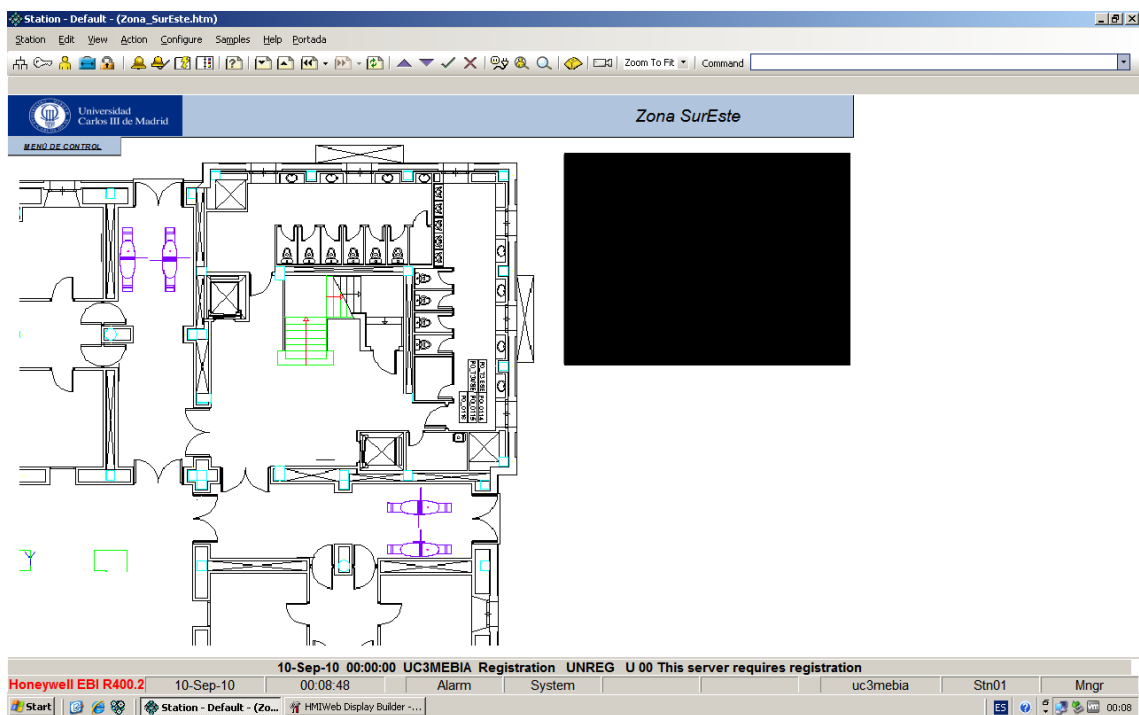 Station - Default - (Zona_SurEste.htm)
Station Edit View Action Configure Samples Help Portada
Zoom To Fit Command
Universidad
Carlos III de Madrid
Zona SurEste
MENÚ DE CONTROL
10-Sep-10 00:00:00 UC3MEBIA Registration UNREG U 00 This server requires registration
Honeywell EBI R400.2 10-Sep-10 00:08:48 Alarm System uc3mebia Stn01 Mngr
Start Station - Default - (Zo... HMIWeb Display Builder -... ES 00:08